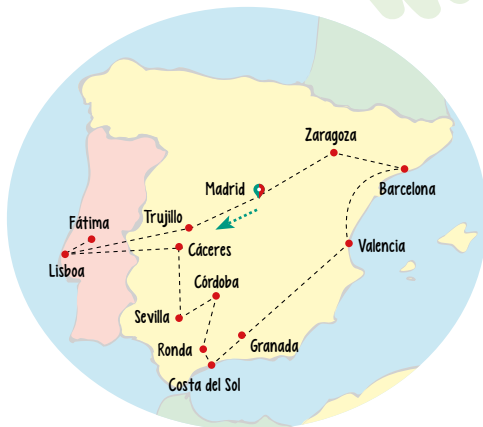 Zaragoza
Madrid
Barcelona
Fátima
Trujillo
Cáceres
Valencia
Lisboa
Córdoba
Sevilla
Ronda
Granada
Costa del Sol